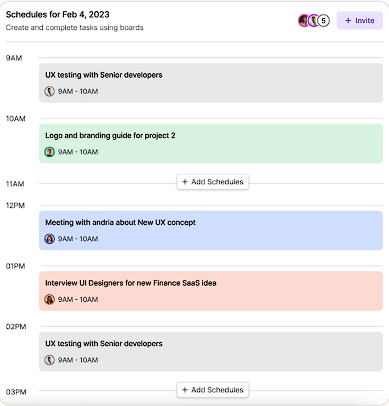 Schedules for Feb 4, 2023
Create and complete tasks using boards
5
+ Invite
9AM
UX testing with Senior developers
9AM - 10AM
10AM
Logo and branding guide for project 2
9AM - 10AM
11AM
+ Add Schedules
12PM
Meeting with andria about New UX concept
9AM - 10AM
01PM
Interview UI Designers for new Finance SaaS idea
9AM - 10AM
02PM
UX testing with Senior developers
9AM - 10AM
03PM
+ Add Schedules